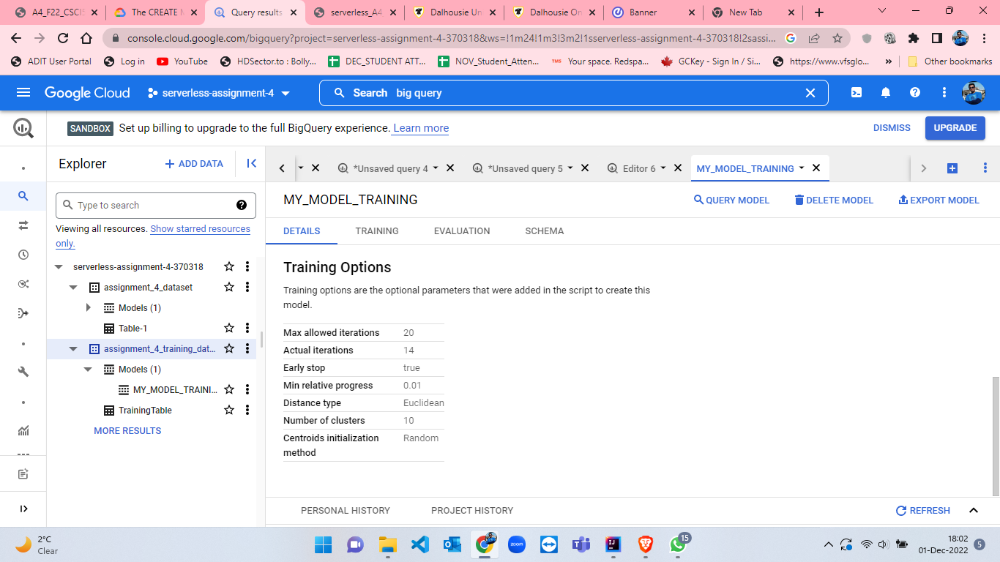 A4_F22_CSCI5
The CREATE M
Query results
serverless_A4
Dalhousie Un
Dalhousie On
Banner
New Tab
console.cloud.google.com/bigquery?project=serverless-assignment-4-370318&ws=!1m24!1m3!3m2!1sserverless-assignment-4-370318!2sassi...
ADIT User Portal
Log in
YouTube
HDSector.to : Bolly...
DEC_STUDENT ATT...
NOV_Student_Atten...
TMS
Your space. Redspa...
GCKey - Sign In / Si...
https://www.vfsglo...
»
Other bookmarks
Google Cloud
serverless-assignment-4
Search big query
SANDBOX Set up billing to upgrade to the full BigQuery experience. Learn more
DISMISS
UPGRADE
Explorer
+ ADD DATA
*Unsaved query 4
*Unsaved query 5
Editor 6
MY_MODEL_TRAINING
Type to search
Viewing all resources. Show starred resources
only.
serverless-assignment-4-370318
assignment_4_dataset
Models (1)
Table-1
assignment_4_training_dat...
Models (1)
MY_MODEL_TRAINI...
TrainingTable
MORE RESULTS
MY_MODEL_TRAINING
QUERY MODEL
DELETE MODEL
EXPORT MODEL
DETAILS
TRAINING
EVALUATION
SCHEMA
Training Options
Training options are the optional parameters that were added in the script to create this
model.
Max allowed iterations 20
Actual iterations 14
Early stop true
Min relative progress 0.01
Distance type Euclidean
Number of clusters 10
Centroids initialization Random
method
PERSONAL HISTORY
PROJECT HISTORY
REFRESH
2°C
Clear
zoom
15
18:02
01-Dec-2022
5